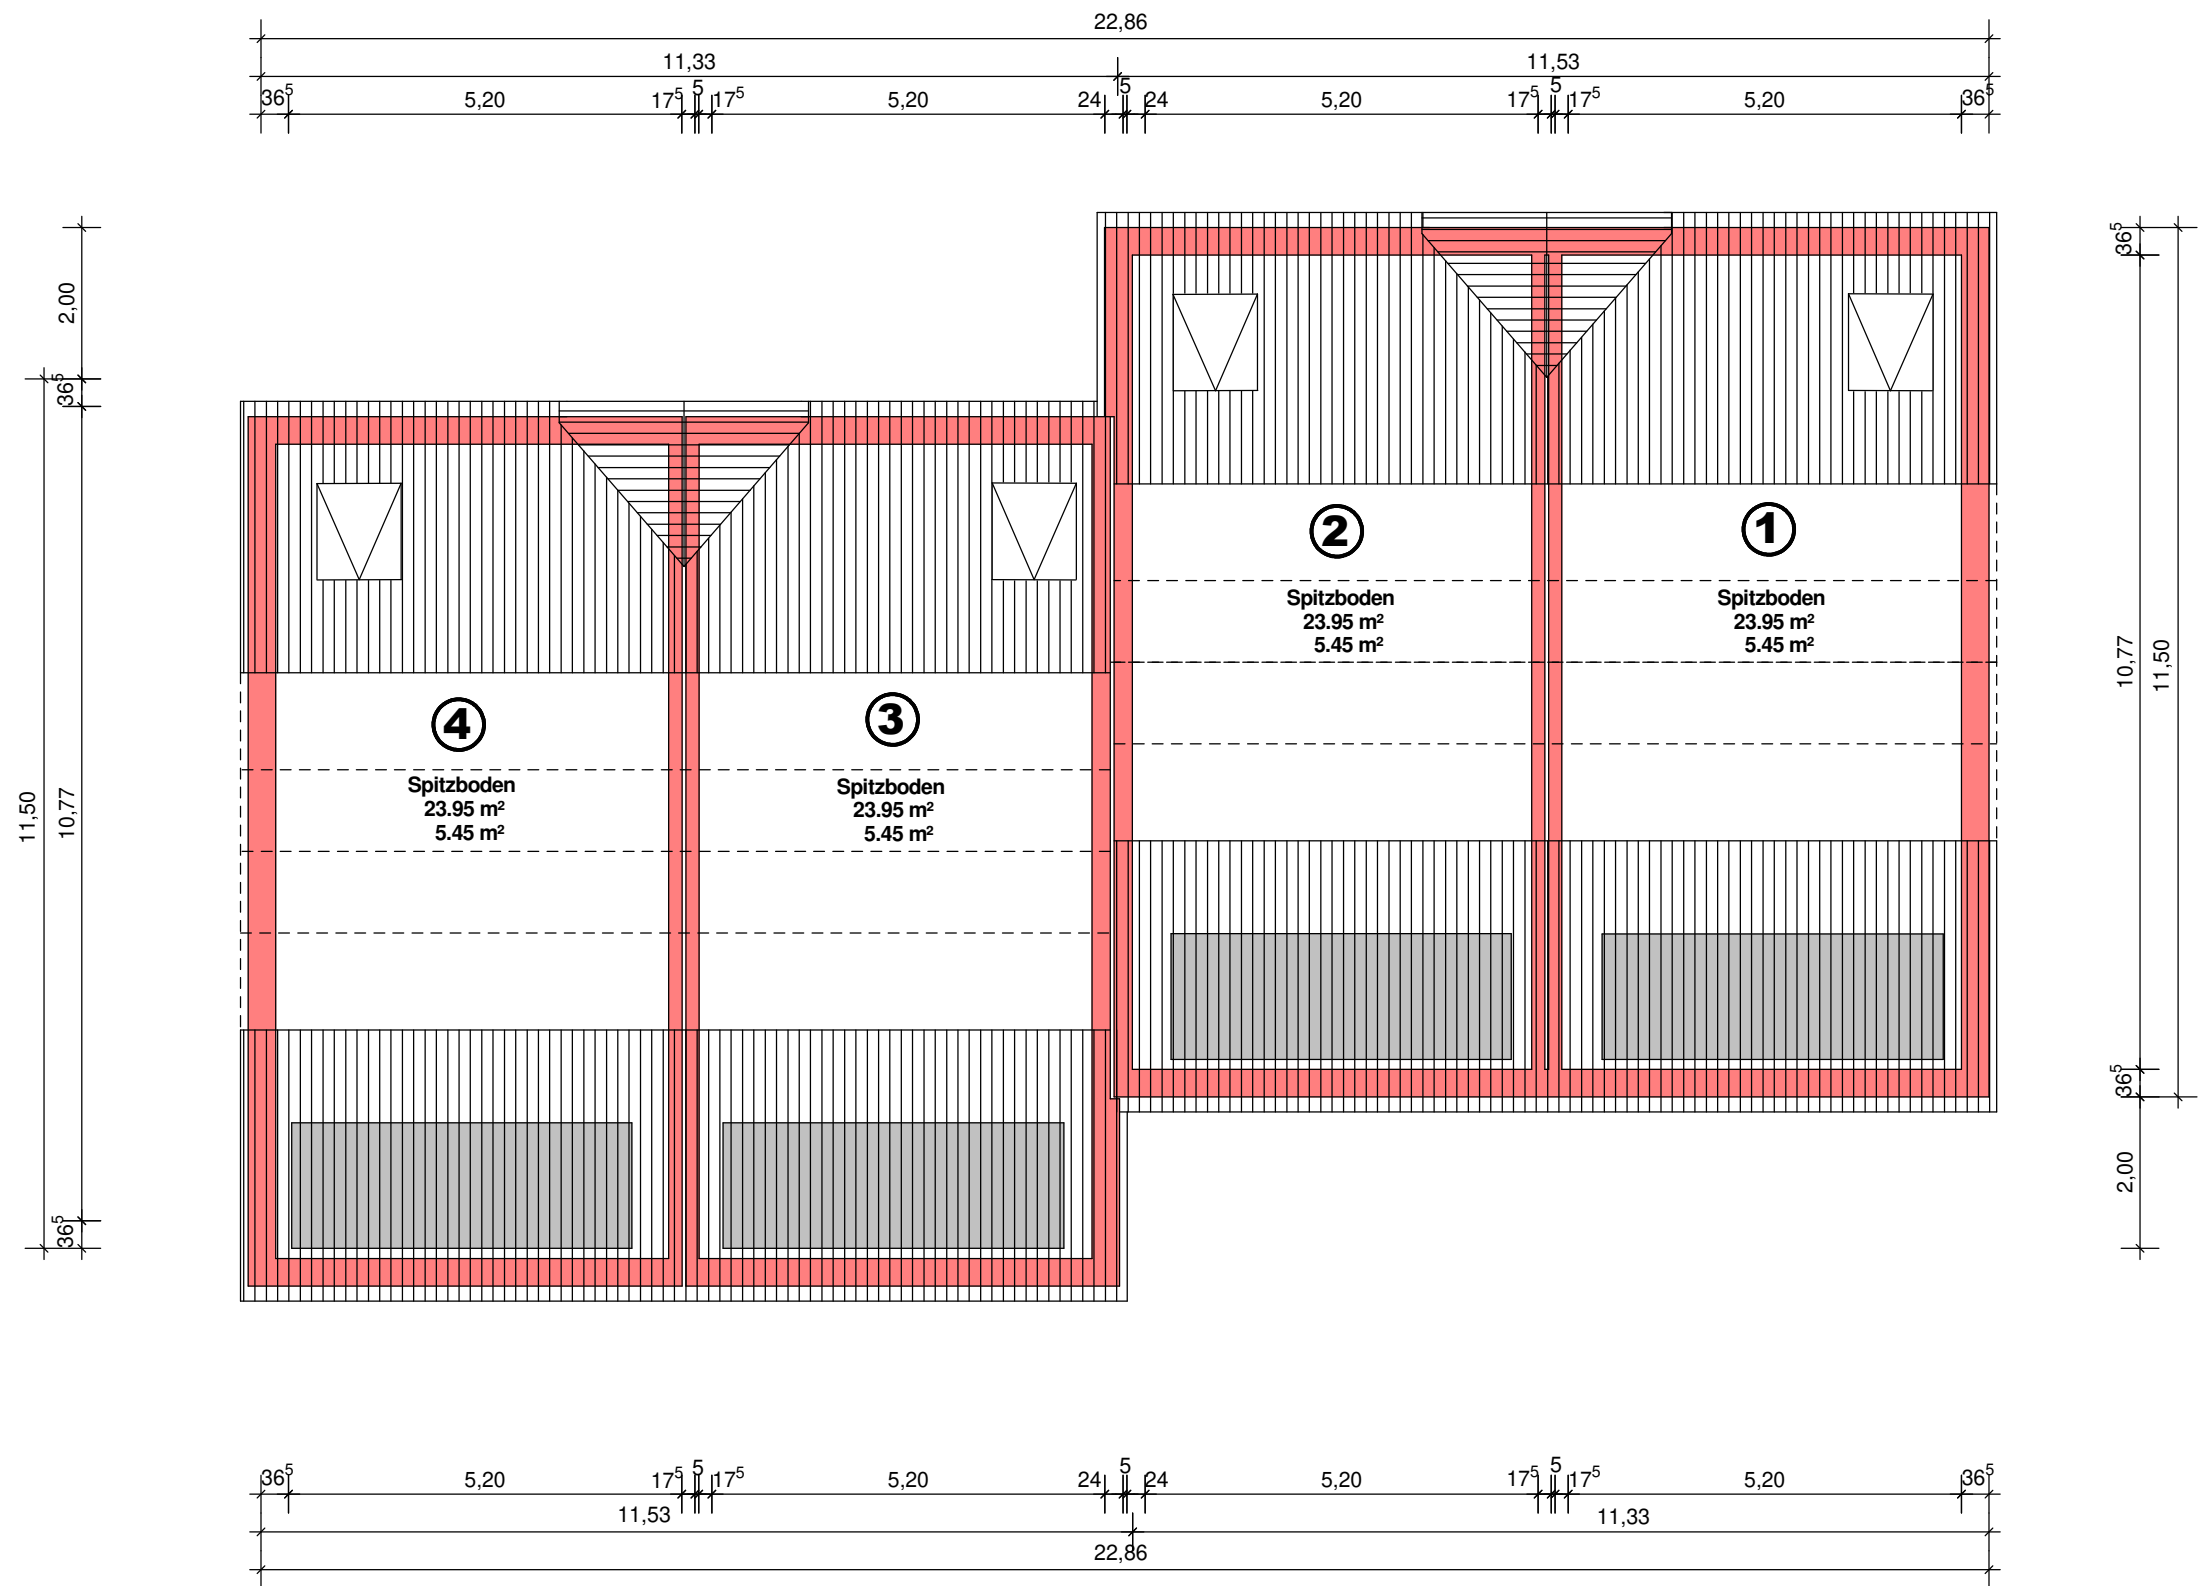 22,86
11,33 11,53
36⁵ 5,20 17⁵ 5 17⁵ 5,20 24 5 24 5,20 17⁵ 5 17⁵ 5,20 36⁵
2,00
36⁵
11,50
10,77
36⁵
36⁵
10,77
11,50
36⁵
2,00
2
Spitzboden
23.95 m²
5.45 m²
1
Spitzboden
23.95 m²
5.45 m²
4
Spitzboden
23.95 m²
5.45 m²
3
Spitzboden
23.95 m²
5.45 m²
36⁵ 5,20 17⁵ 5 17⁵ 5,20 24 5 24 5,20 17⁵ 5 17⁵ 5,20 36⁵
11,53 11,33
22,86